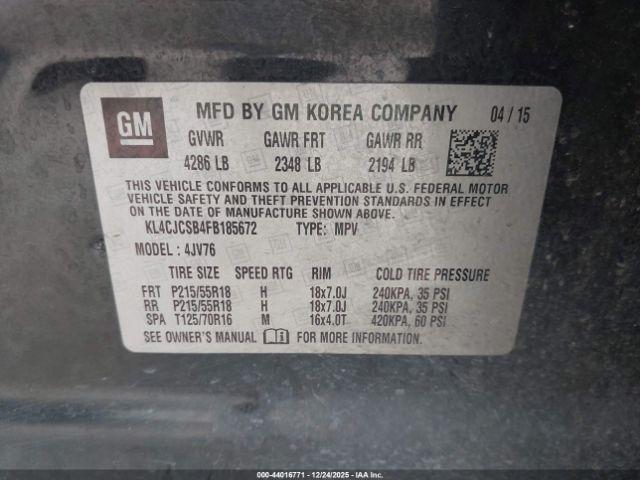 GM MFD BY GM KOREA COMPANY 04 / 15
GVWR GAWR FRT GAWR RR
4286 LB 2348 LB 2194 LB
THIS VEHICLE CONFORMS TO ALL APPLICABLE U.S. FEDERAL MOTOR
VEHICLE SAFETY AND THEFT PREVENTION STANDARDS IN EFFECT
ON THE DATE OF MANUFACTURE SHOWN ABOVE.
KL4CJCSB4FB185672 TYPE: MPV
MODEL : 4JV76
TIRE SIZE SPEED RTG RIM COLD TIRE PRESSURE
FRT P215/55R18 H 18x7.0J 240KPA, 35 PSI
RR P215/55R18 H 18x7.0J 240KPA, 35 PSI
SPA T125/70R16 M 16x4.0T 420KPA, 60 PSI
SEE OWNER'S MANUAL FOR MORE INFORMATION.
000-44016771 - 12/24/2025 - IAAI.COM